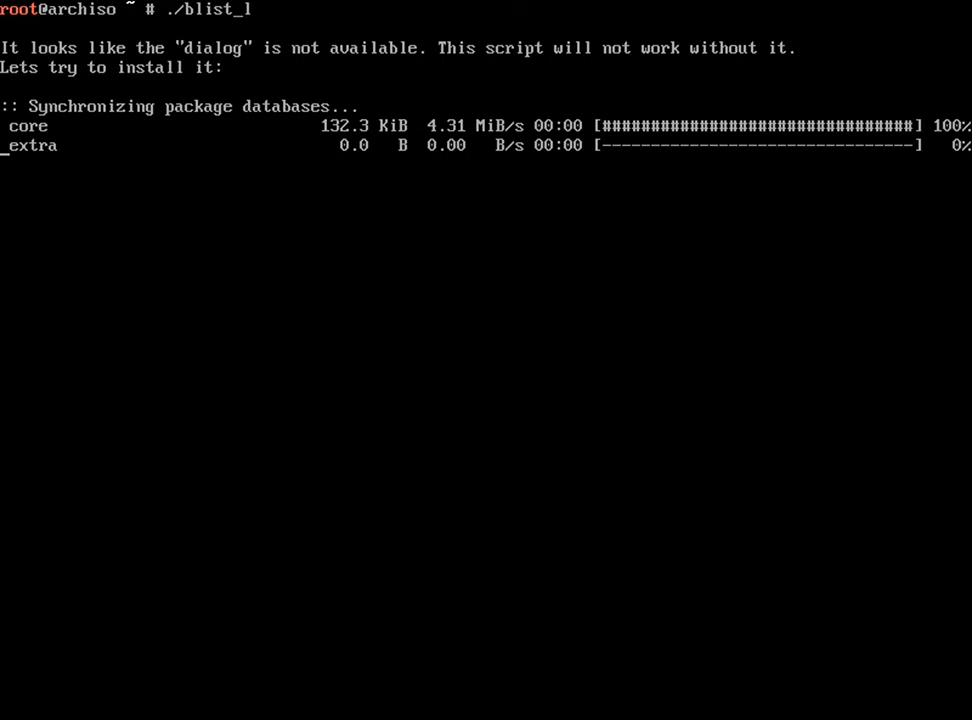 root@archiso ~ # ./blist_l
It looks like the "dialog" is not available. This script will not work without it.
Lets try to install it:
:: Synchronizing package databases...
core 132.3 KiB 4.31 MiB/s 00:00 [################################] 100%
extra 0.0 B 0.00 B/s 00:00 [--------------------------------] 0%